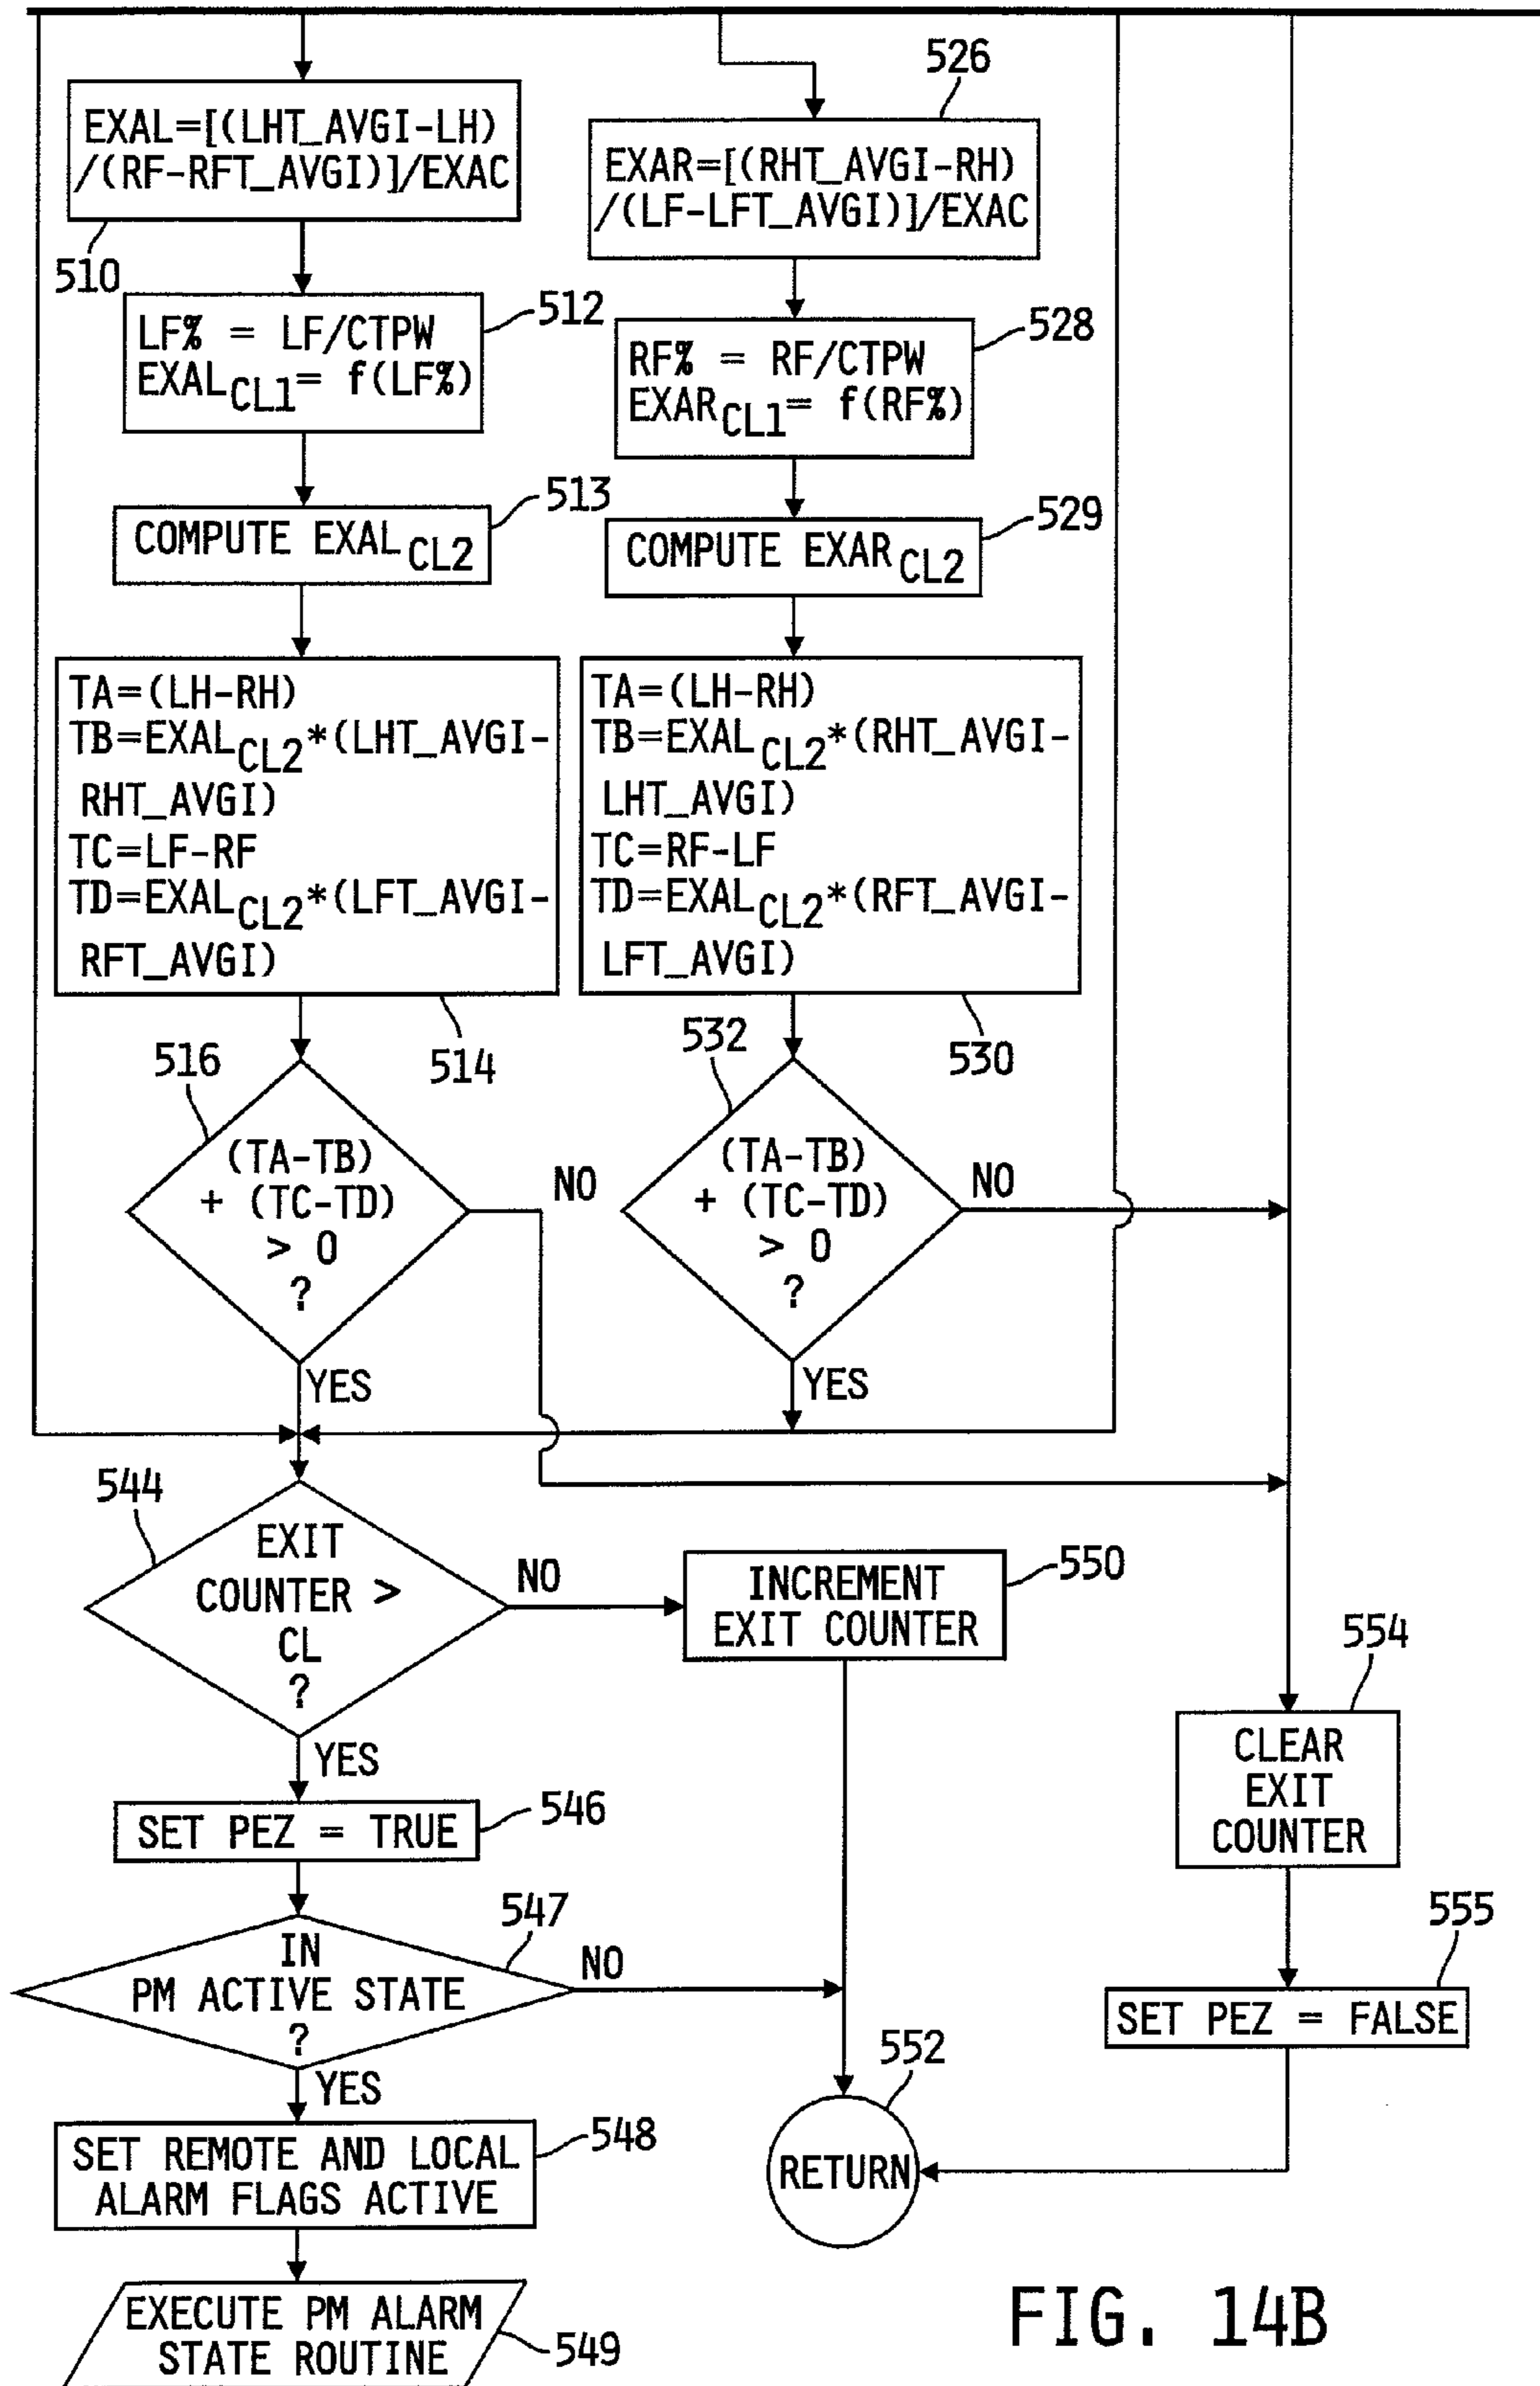 526
EXAL=[(LHT_AVGI-LH)
/(RF-RFT_AVGI)]/EXAC
510
EXAR=[(RHT_AVGI-RH)
/(LF-LFT_AVGI)]/EXAC
LF% = LF/CTPW
EXALCL1= f(LF%)
512
RF% = RF/CTPW
EXARCL1= f(RF%)
528
COMPUTE EXALCL2
513
COMPUTE EXARCL2
529
TA=(LH-RH)
TB=EXALCL2*(LHT_AVGI-
RHT_AVGI)
TC=LF-RF
TD=EXALCL2*(LFT_AVGI-
RFT_AVGI)
514
TA=(LH-RH)
TB=EXALCL2*(RHT_AVGI-
LHT_AVGI)
TC=RF-LF
TD=EXALCL2*(RFT_AVGI-
LFT_AVGI)
530
516
(TA-TB)
+ (TC-TD)
> 0
?
NO
YES
532
(TA-TB)
+ (TC-TD)
> 0
?
NO
YES
544
EXIT
COUNTER >
CL
?
NO
YES
INCREMENT
EXIT COUNTER
550
554
CLEAR
EXIT
COUNTER
SET PEZ = TRUE
546
547
IN
PM ACTIVE STATE
?
NO
YES
555
SET PEZ = FALSE
552
RETURN
SET REMOTE AND LOCAL
ALARM FLAGS ACTIVE
548
EXECUTE PM ALARM
STATE ROUTINE
549
FIG. 14B